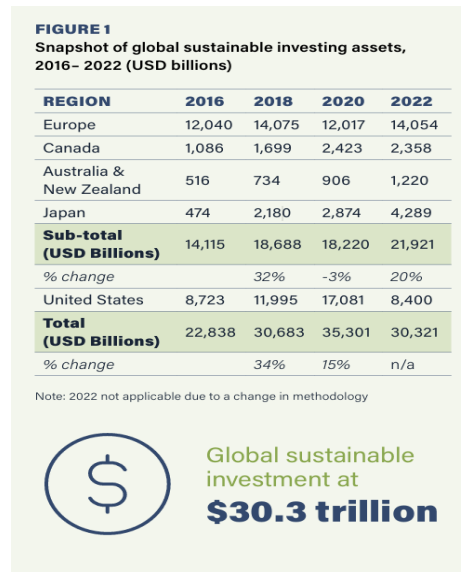 FIGURE 1
Snapshot of global sustainable investing assets,
2016– 2022 (USD billions)
REGION 2016 2018 2020 2022
Europe 12,040 14,075 12,017 14,054
Canada 1,086 1,699 2,423 2,358
Australia &
New Zealand 516 734 906 1,220
Japan 474 2,180 2,874 4,289
Sub-total
(USD Billions) 14,115 18,688 18,220 21,921
% change 32% -3% 20%
United States 8,723 11,995 17,081 8,400
Total
(USD Billions) 22,838 30,683 35,301 30,321
% change 34% 15% n/a
Note: 2022 not applicable due to a change in methodology
$
Global sustainable
investment at
$30.3 trillion